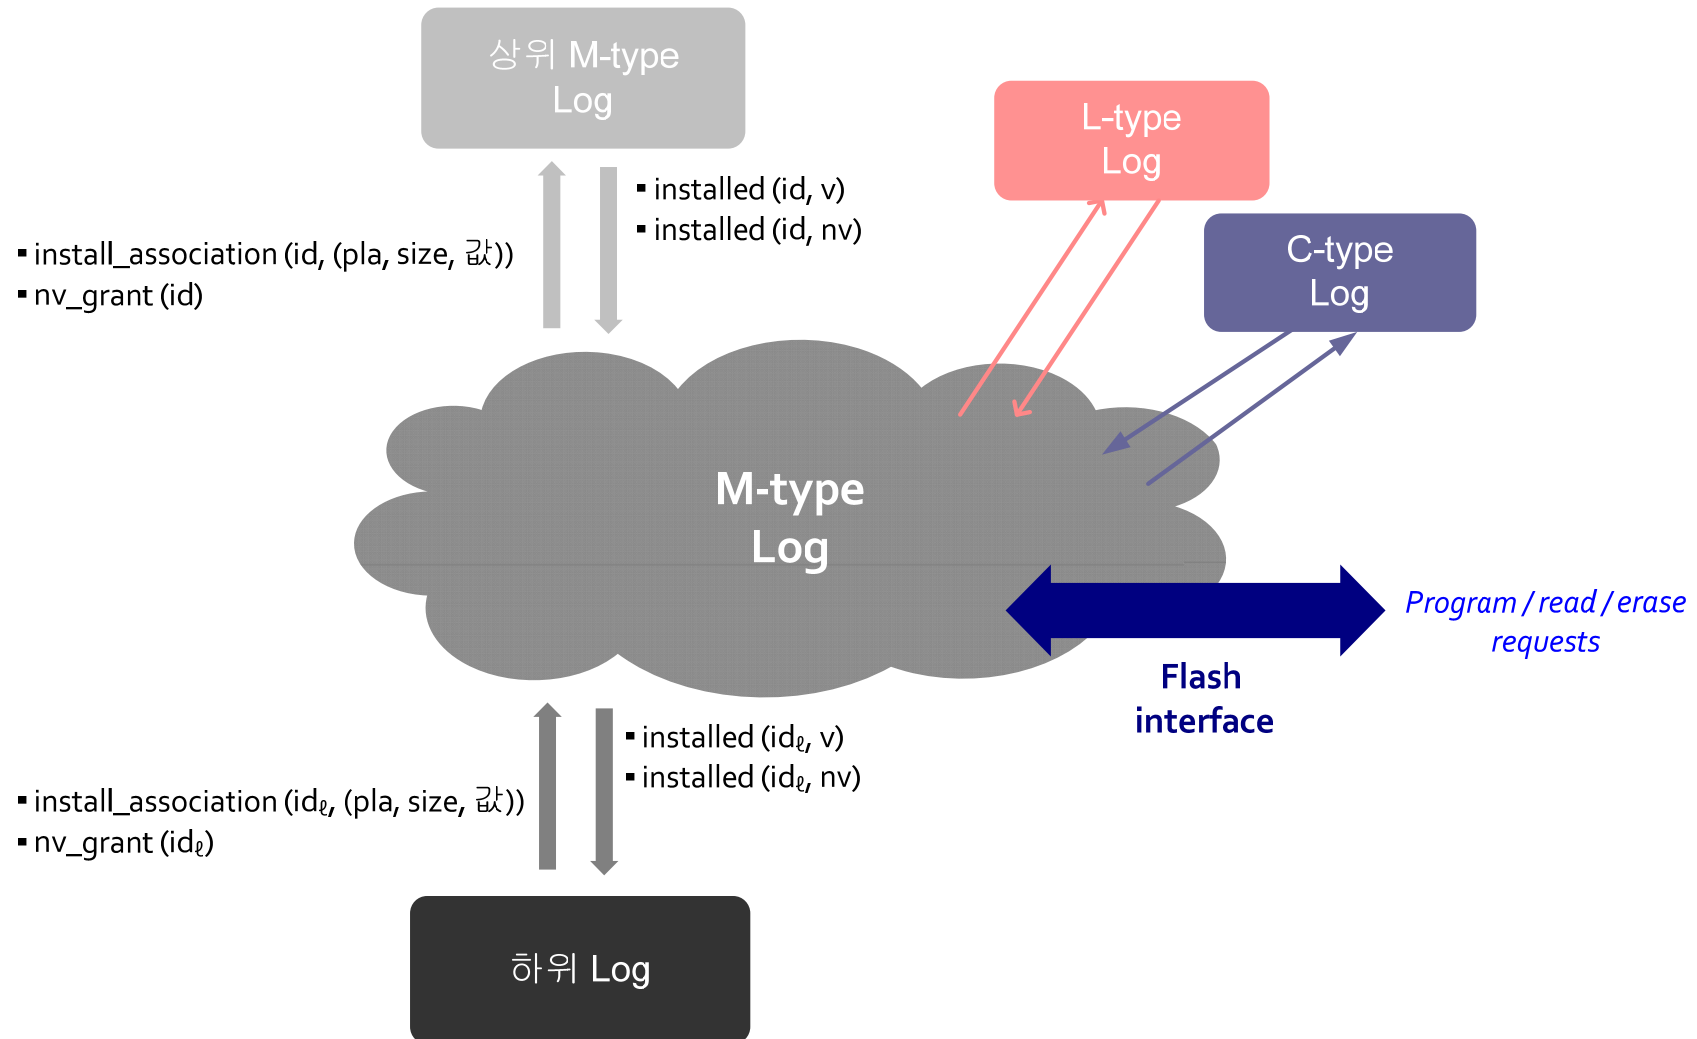 상위 M-type
Log
L-type
Log
▪ installed (id, v)
▪ installed (id, nv)
▪ install_association (id, (pla, size, 값))
▪ nv_grant (id)
C-type
Log
M-type
Log
Program / read / erase
requests
Flash
interface
▪ installed (idℓ, v)
▪ installed (idℓ, nv)
▪ install_association (idℓ, (pla, size, 값))
▪ nv_grant (idℓ)
하위 Log